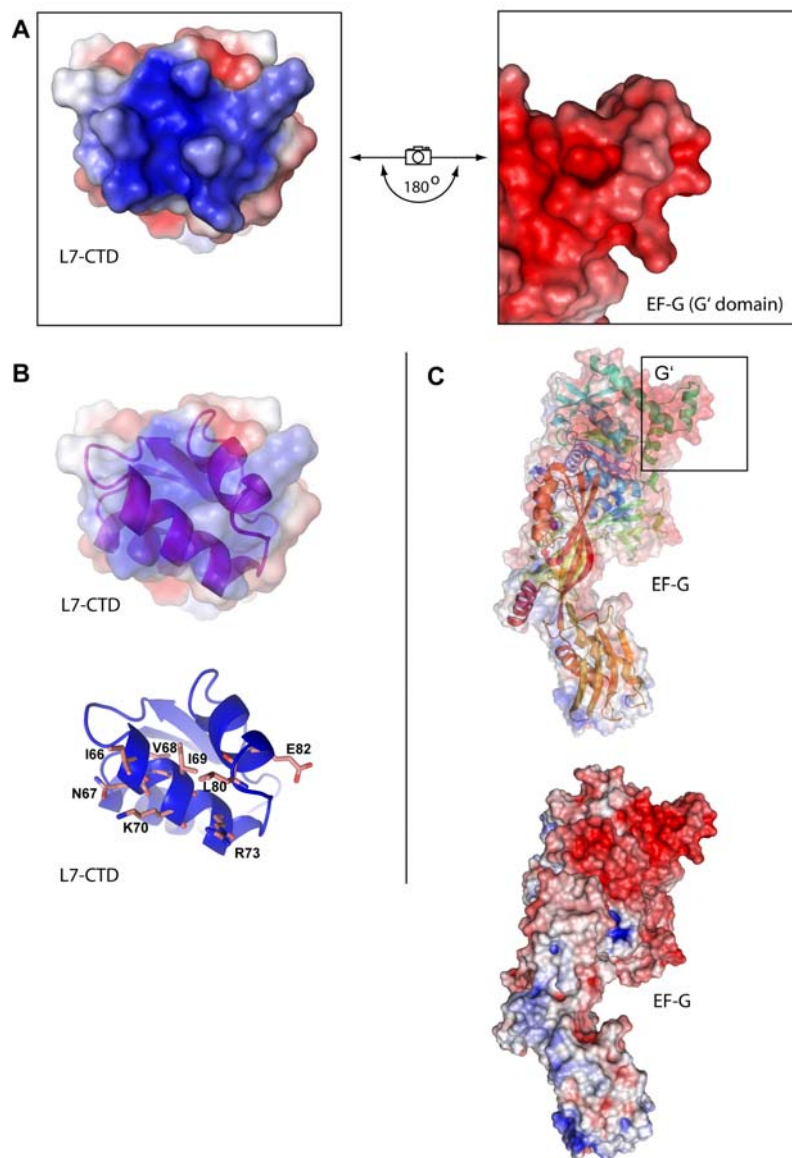 A
L7-CTD
180°
EF-G (G' domain)
B
L7-CTD
I66
V68
I69
E82
N67
L80
K70
R73
L7-CTD
C
G'
EF-G
EF-G